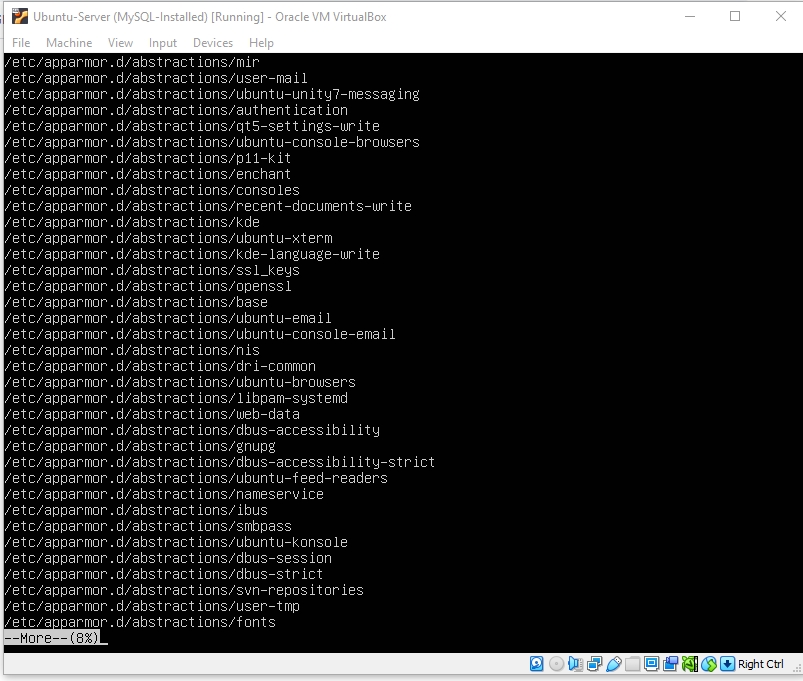 Ubuntu-Server (MySQL-Installed) [Running] - Oracle VM VirtualBox
File Machine View Input Devices Help
/etc/apparmor.d/abstractions/mir
/etc/apparmor.d/abstractions/user-mail
/etc/apparmor.d/abstractions/ubuntu-unity7-messaging
/etc/apparmor.d/abstractions/authentication
/etc/apparmor.d/abstractions/qt5-settings-write
/etc/apparmor.d/abstractions/ubuntu-console-browsers
/etc/apparmor.d/abstractions/p11-kit
/etc/apparmor.d/abstractions/enchant
/etc/apparmor.d/abstractions/consoles
/etc/apparmor.d/abstractions/recent-documents-write
/etc/apparmor.d/abstractions/kde
/etc/apparmor.d/abstractions/ubuntu-xterm
/etc/apparmor.d/abstractions/kde-language-write
/etc/apparmor.d/abstractions/ssl_keys
/etc/apparmor.d/abstractions/openssl
/etc/apparmor.d/abstractions/base
/etc/apparmor.d/abstractions/ubuntu-email
/etc/apparmor.d/abstractions/ubuntu-console-email
/etc/apparmor.d/abstractions/nis
/etc/apparmor.d/abstractions/dri-common
/etc/apparmor.d/abstractions/ubuntu-browsers
/etc/apparmor.d/abstractions/libpam-systemd
/etc/apparmor.d/abstractions/web-data
/etc/apparmor.d/abstractions/dbus-accessibility
/etc/apparmor.d/abstractions/gnupg
/etc/apparmor.d/abstractions/dbus-accessibility-strict
/etc/apparmor.d/abstractions/ubuntu-feed-readers
/etc/apparmor.d/abstractions/nameservice
/etc/apparmor.d/abstractions/ibus
/etc/apparmor.d/abstractions/smbpass
/etc/apparmor.d/abstractions/ubuntu-konsole
/etc/apparmor.d/abstractions/dbus-session
/etc/apparmor.d/abstractions/dbus-strict
/etc/apparmor.d/abstractions/svn-repositories
/etc/apparmor.d/abstractions/user-tmp
/etc/apparmor.d/abstractions/fonts
--More--(8%)_
Right Ctrl